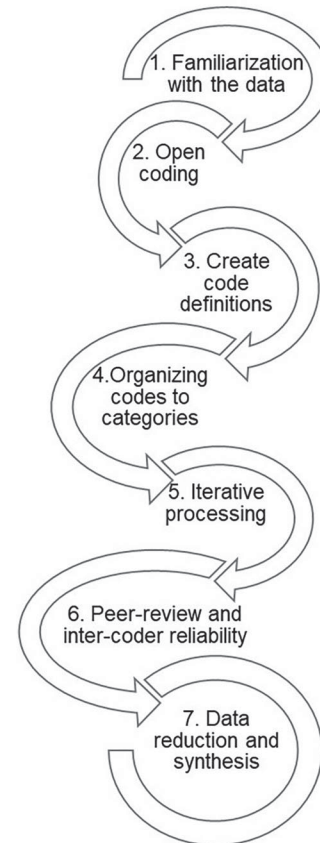 1. Familiarization
with the data
2. Open
coding
3. Create
code
definitions
4.Organizing
codes to
categories
5. Iterative
processing
6. Peer-review and
inter-coder reliability
7. Data
reduction and
synthesis